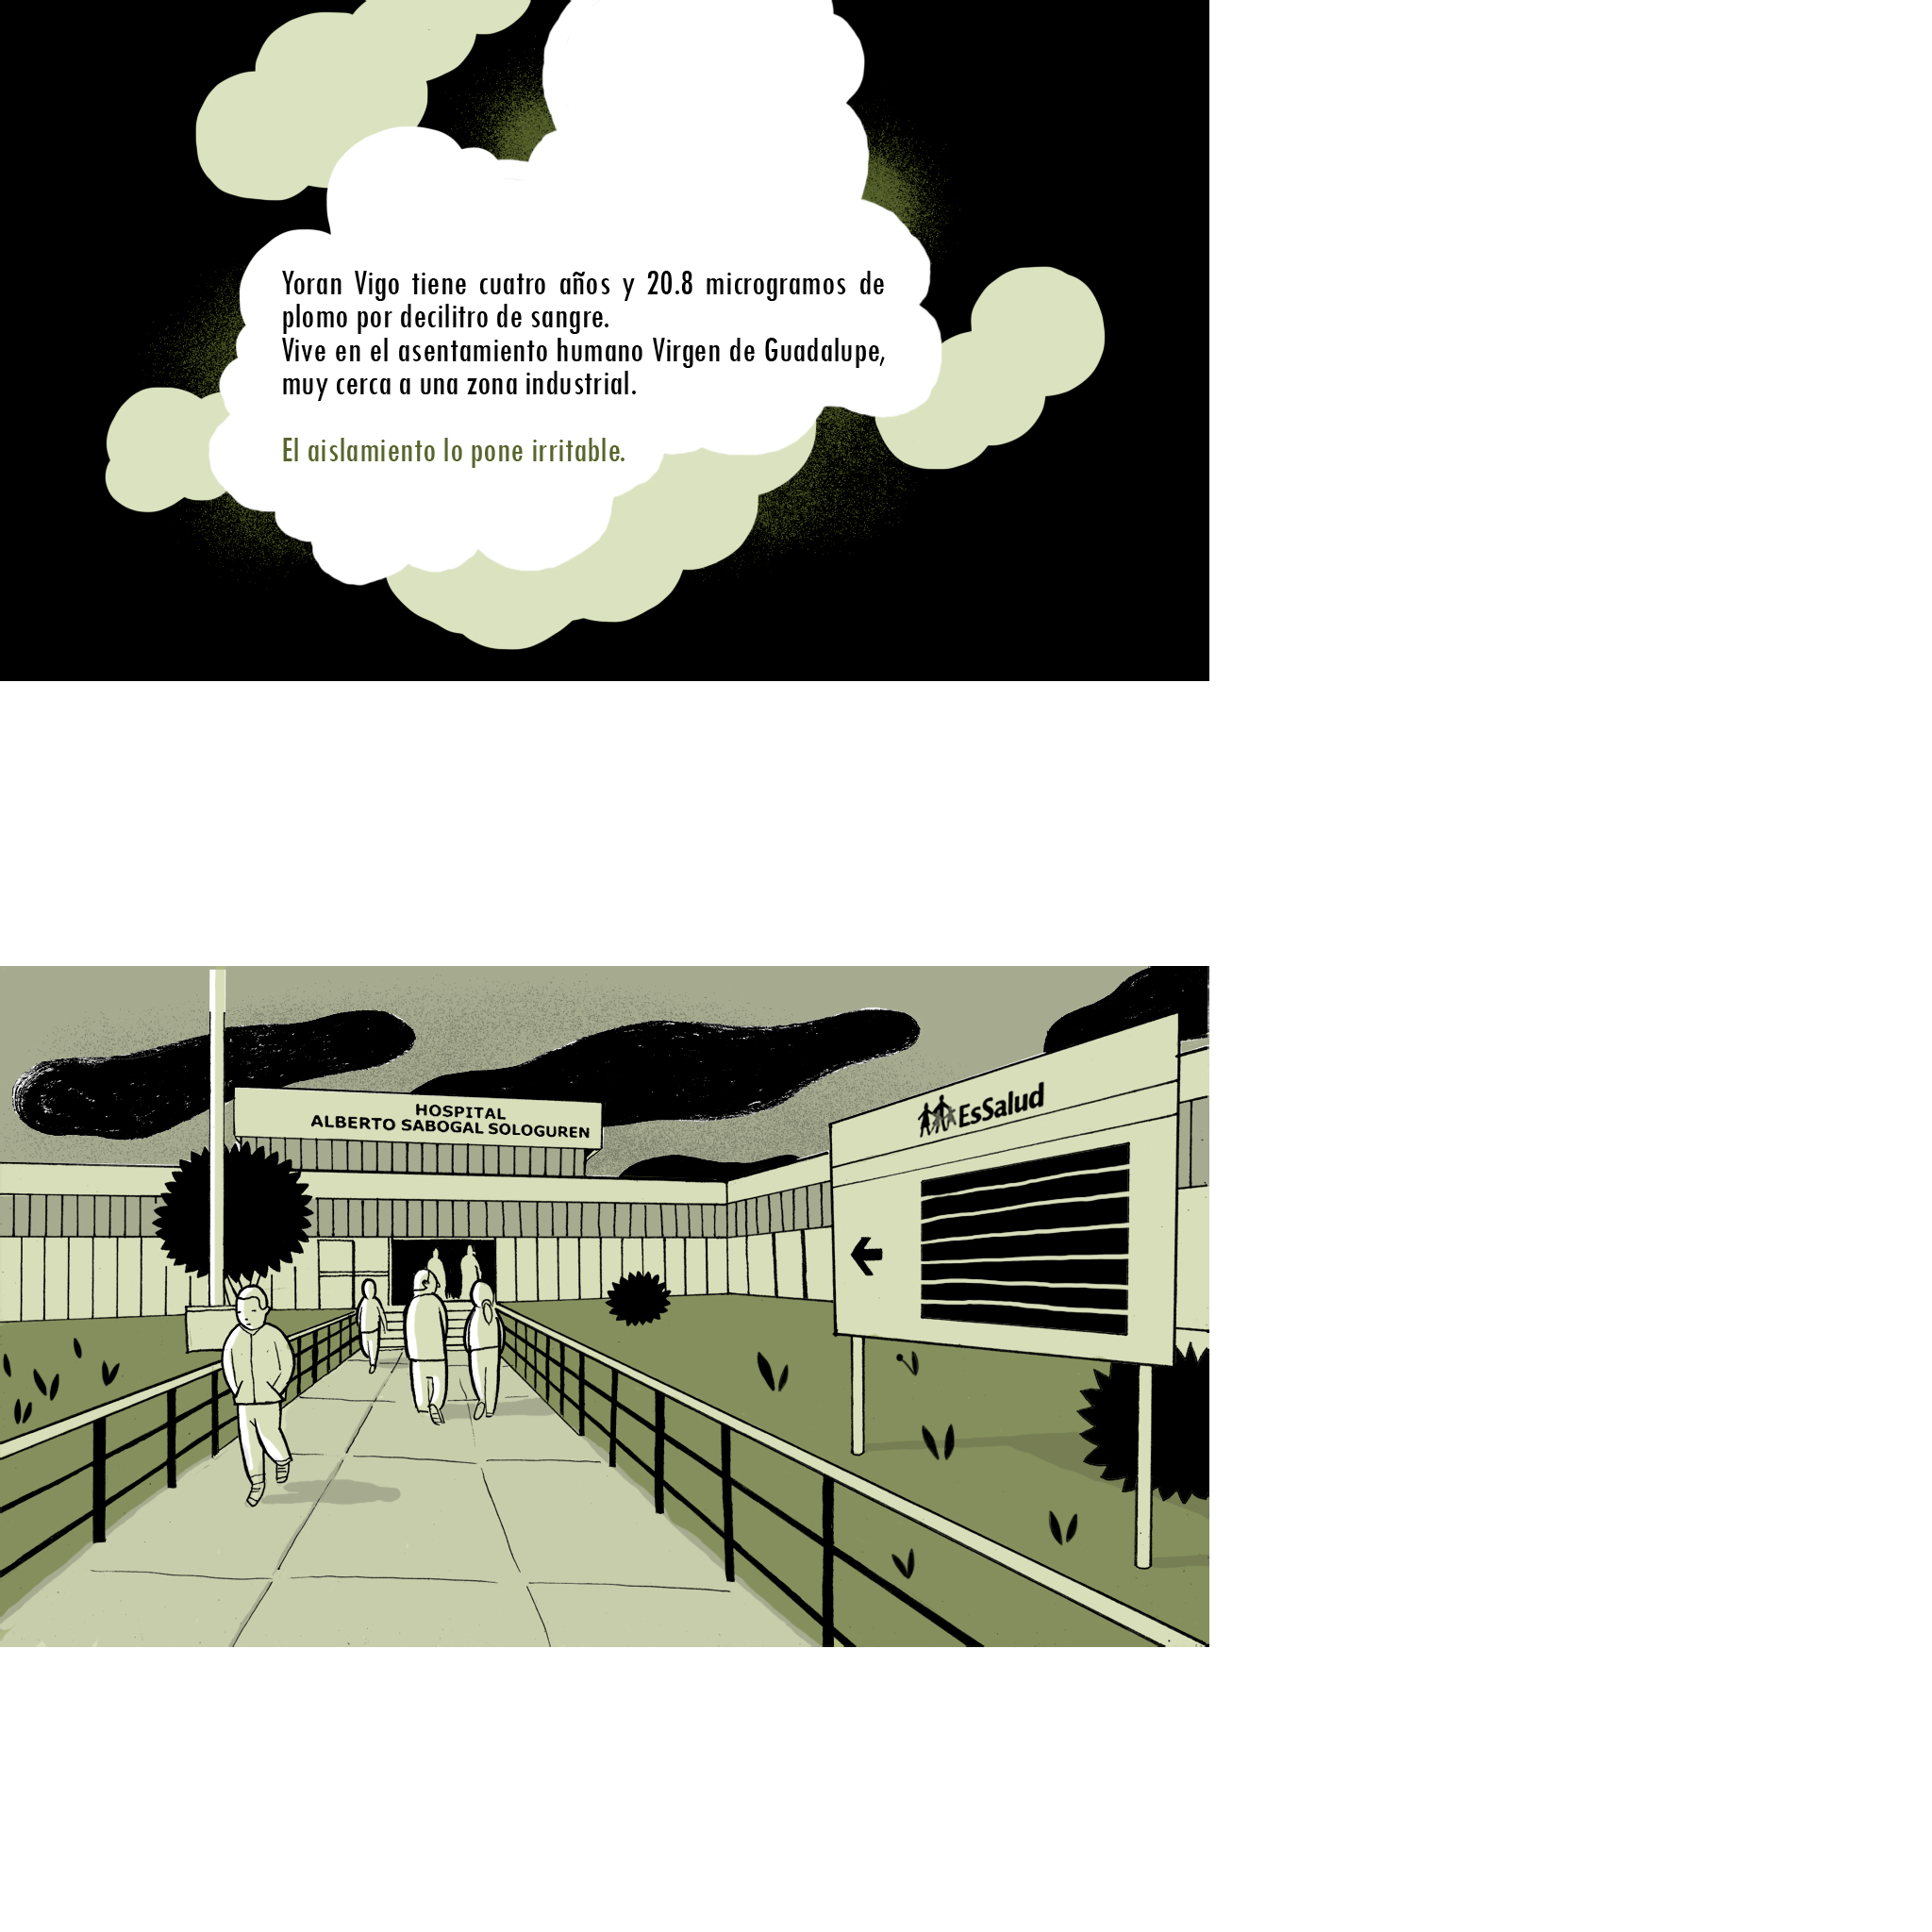 Yoran Vigo tiene cuatro años y 20.8 microgramos de
plomo por decilitro de sangre.
Vive en el asentamiento humano Virgen de Guadalupe,
muy cerca a una zona industrial.
El aislamiento lo pone irritable.
HOSPITAL
ALBERTO SABOGAL SOLOGUREN
EsSalud